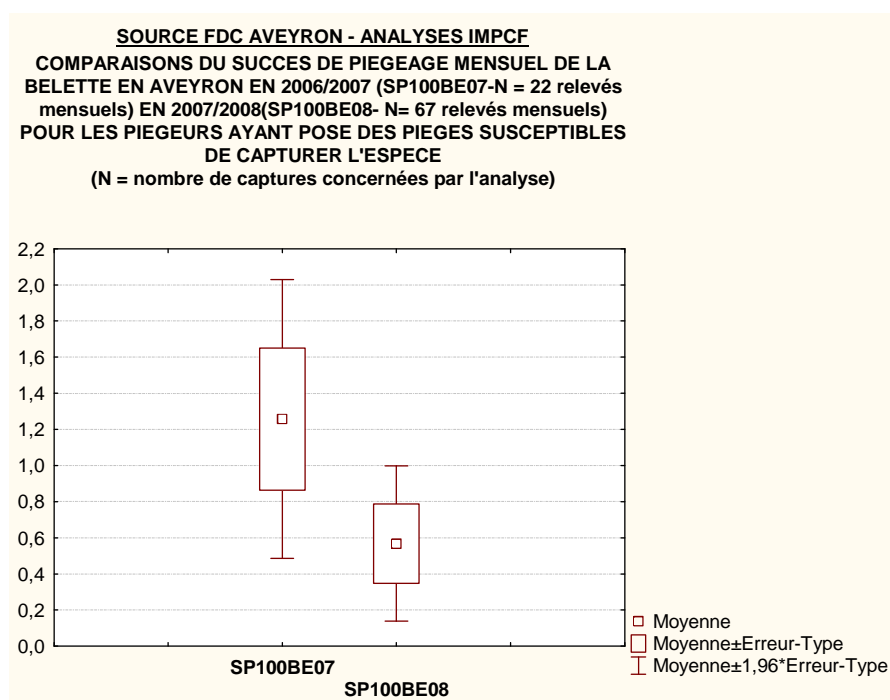 SOURCE FDC AVEYRON - ANALYSES IMPCF
COMPARAISONS DU SUCCES DE PIEGEAGE MENSUEL DE LA
BELETTE EN AVEYRON EN 2006/2007 (SP100BE07-N = 22 relevés
mensuels) EN 2007/2008(SP100BE08- N= 67 relevés mensuels)
POUR LES PIEGEURS AYANT POSE DES PIEGES SUSCEPTIBLES
DE CAPTURER L'ESPECE
(N = nombre de captures concernées par l'analyse)
2,2
2,0
1,8
1,6
1,4
1,2
1,0
0,8
0,6
0,4
0,2
0,0
SP100BE07
SP100BE08
Moyenne
Moyenne±Erreur-Type
Moyenne±1,96*Erreur-Type